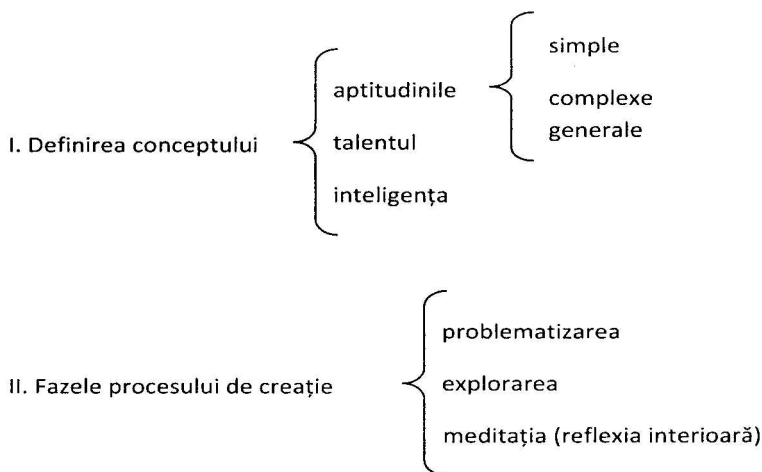 simple
aptitudinile
complexe
generale
I. Definirea conceptului
talentul
inteligența
problematizarea
II. Fazele procesului de creație
explorarea
meditația (reflexia interioară)